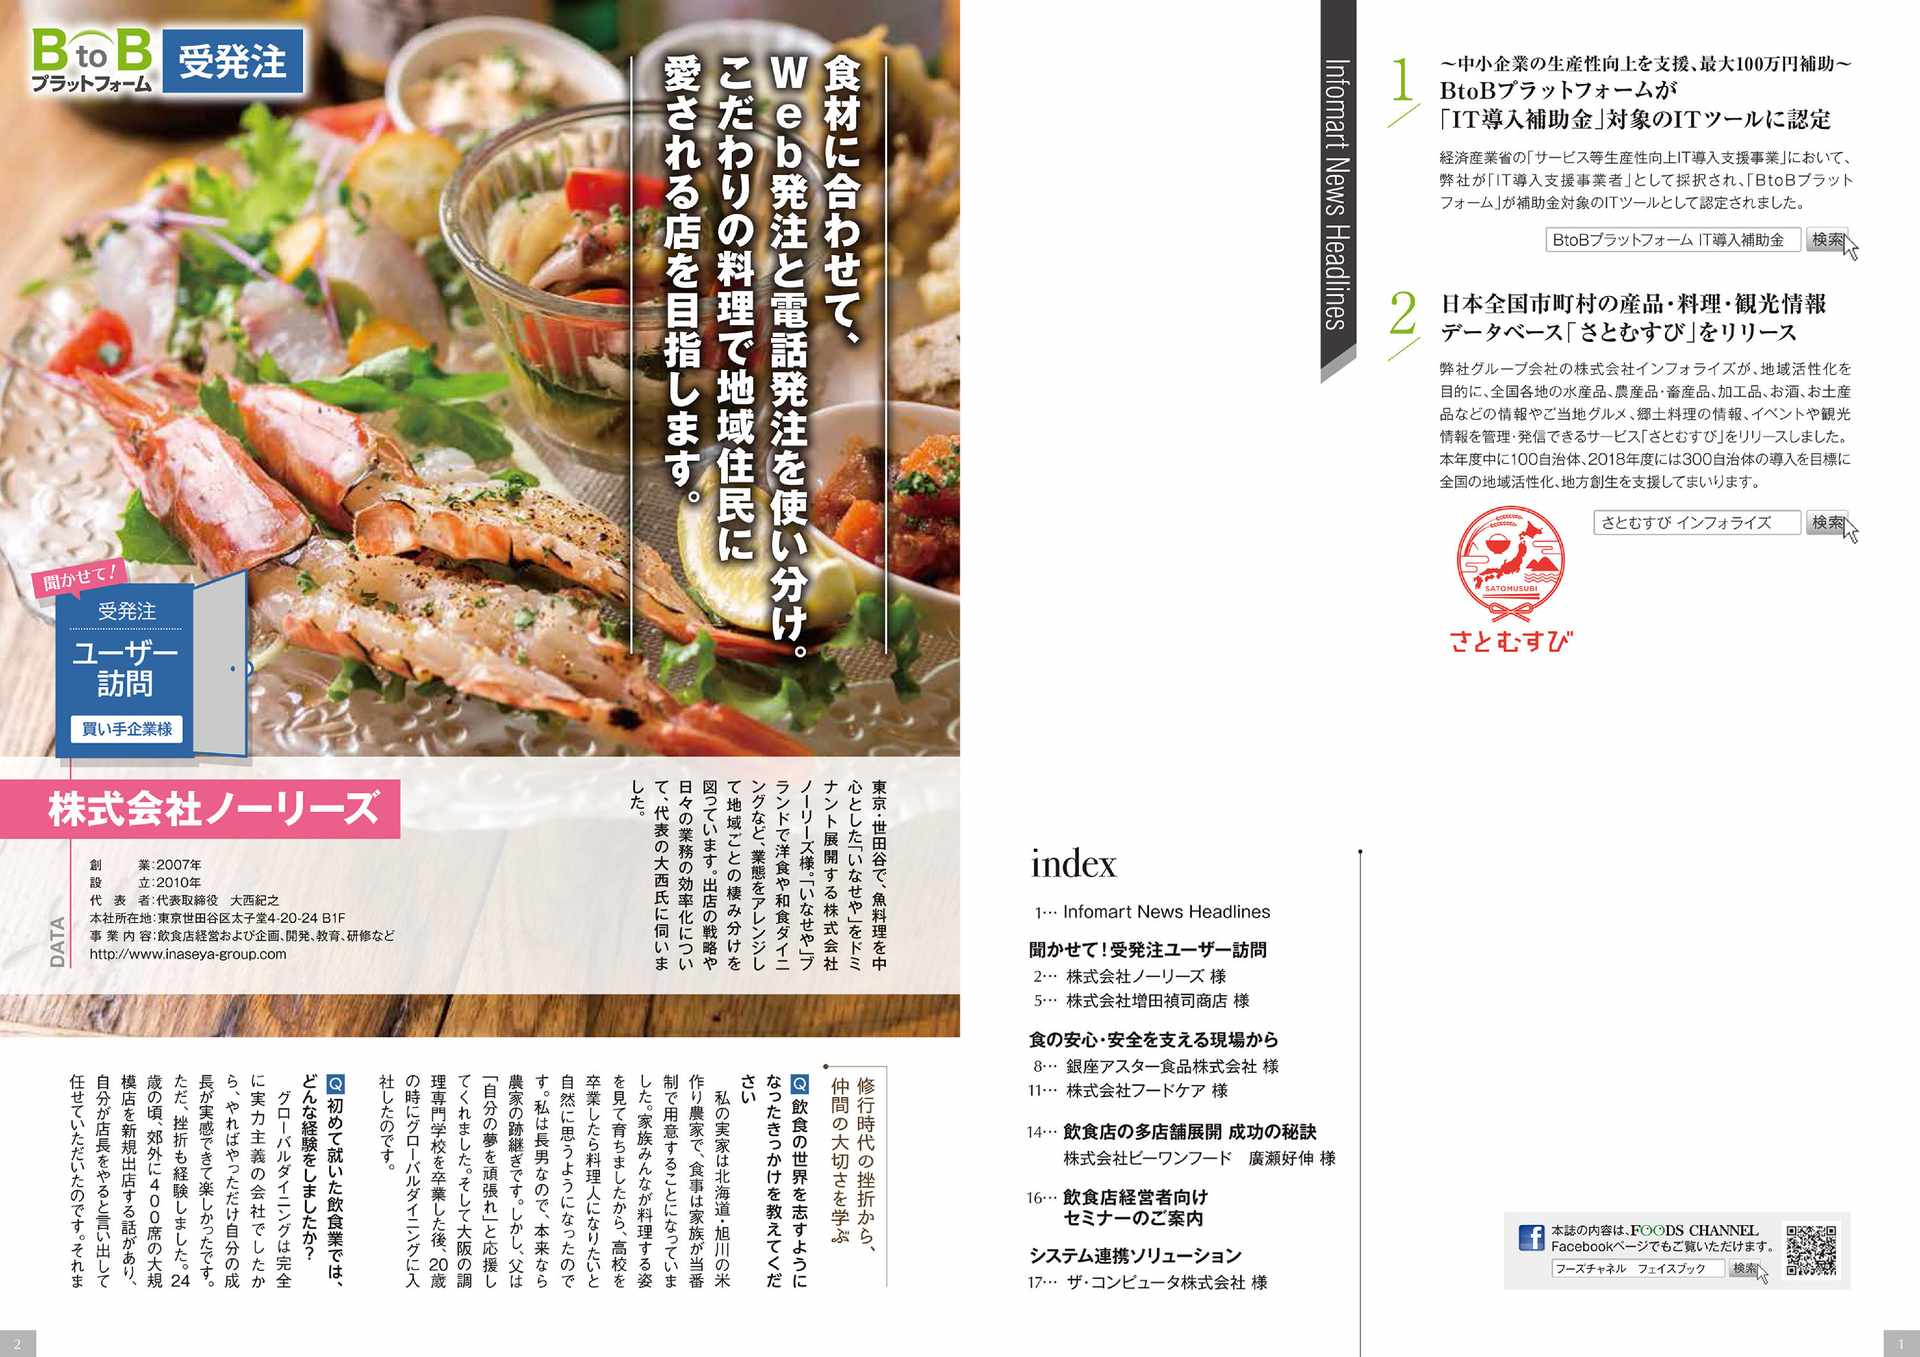 Infomart News Headlines
1
～中小企業の生産性向上を支援、最大100万円補助～
BtoBプラットフォームが
「IT導入補助金」対象のITツールに認定
経済産業省の「サービス等生産性向上IT導入支援事業」において、
弊社が「IT導入支援事業者」として採択され、「BtoBプラット
フォーム」が補助金対象のITツールとして認定されました。
BtoBプラットフォーム IT導入補助金 検索
2
日本全国市町村の産品・料理・観光情報
データベース「さとむすび」をリリース
弊社グループ会社の株式会社インフォライズが、地域活性化を
目的に、全国各地の水産品、農産品・畜産品、加工品、お酒、お土産
品などの情報やご当地グルメ、郷土料理の情報、イベントや観光
情報を管理・発信できるサービス「さとむすび」をリリースしました。
本年度中に100自治体、2018年度には300自治体の導入を目標に
全国の地域活性化、地方創生を支援してまいります。
さとむすび インフォライズ 検索
SATOMUSUBI
さとむすび
index
1… Infomart News Headlines
聞かせて！受発注ユーザー訪問
2… 株式会社ノーリーズ 様
5… 株式会社増田禎司商店 様
食の安心・安全を支える現場から
8… 銀座アスター食品株式会社 様
11… 株式会社フードケア 様
14… 飲食店の多店舗展開 成功の秘訣
株式会社ビーワンフード 廣瀬好伸 様
16… 飲食店経営者向け
セミナーのご案内
システム連携ソリューション
17… ザ・コンピュータ株式会社 様
本誌の内容は、FOODS CHANNEL
Facebookページでもご覧いただけます。
フーズチャネル フェイスブック 検索
1
BtoB
プラットフォーム
受発注
食材に合わせて、
Web発注と電話発注を使い分け。
こだわりの料理で地域住民に
愛される店を目指します。
聞かせて！
受発注
ユーザー
訪問
買い手企業様
株式会社ノーリーズ
DATA
創業：2007年
設立：2010年
代表者：代表取締役 大西紀之
本社所在地：東京世田谷区太子堂4-20-24 B1F
事業内容：飲食店経営および企画、開発、教育、研修など
http://www.inaseya-group.com
東京・世田谷で、魚料理を中
心とした「いなせや」をドミ
ナント展開する株式会社
ノーリーズ様。「いなせや」ブ
ランドで洋食や和食ダイニ
ングなど、業態をアレンジし
て地域ごとの棲み分けを
図っています。出店の戦略や
日々の業務の効率化につい
て、代表の大西氏に伺いま
した。
修行時代の挫折から、
仲間の大切さを学ぶ
Q 飲食の世界を志すように
なったきっかけを教えてくだ
さい
私の実家は北海道・旭川の米
作り農家で、食事は家族が当番
制で用意することになっていま
した。家族みんなが料理する姿
を見て育ちましたから、高校を
卒業したら料理人になりたいと
自然に思うようになったので
す。私は長男なので、本来なら
農家の跡継ぎです。しかし、父は
「自分の夢を頑張れ」と応援し
てくれました。そして大阪の調
理専門学校を卒業した後、20歳
の時にグローバルダイニングに入
社したのです。
Q 初めて就いた飲食業では、
どんな経験をしましたか？
グローバルダイニングは完全
に実力主義の会社でしたか
ら、やればやっただけ自分の成
長が実感できて楽しかったです。
ただ、挫折も経験しました。24
歳の頃、郊外に400席の大規
模店を新規出店する話があり、
自分が店長をやると言い出して
任せていただいたのです。それま
2